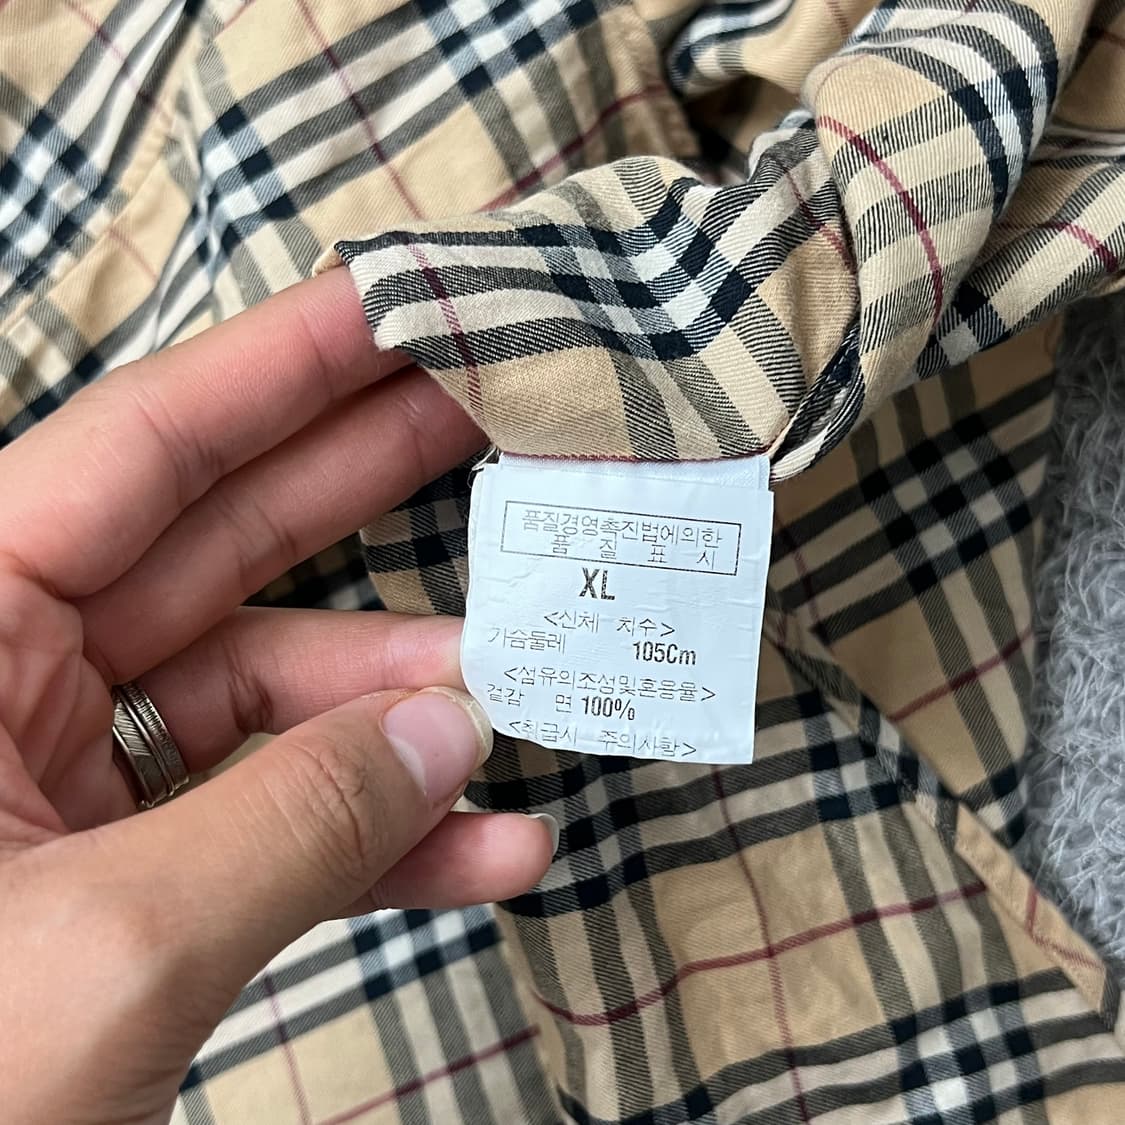 품질경영촉진법에의한
품 질 표 시
XL
<신체 치수>
가슴둘레 105Cm
<섬유의조성및혼용율>
겉감 면 100%
<취급시 주의사항>